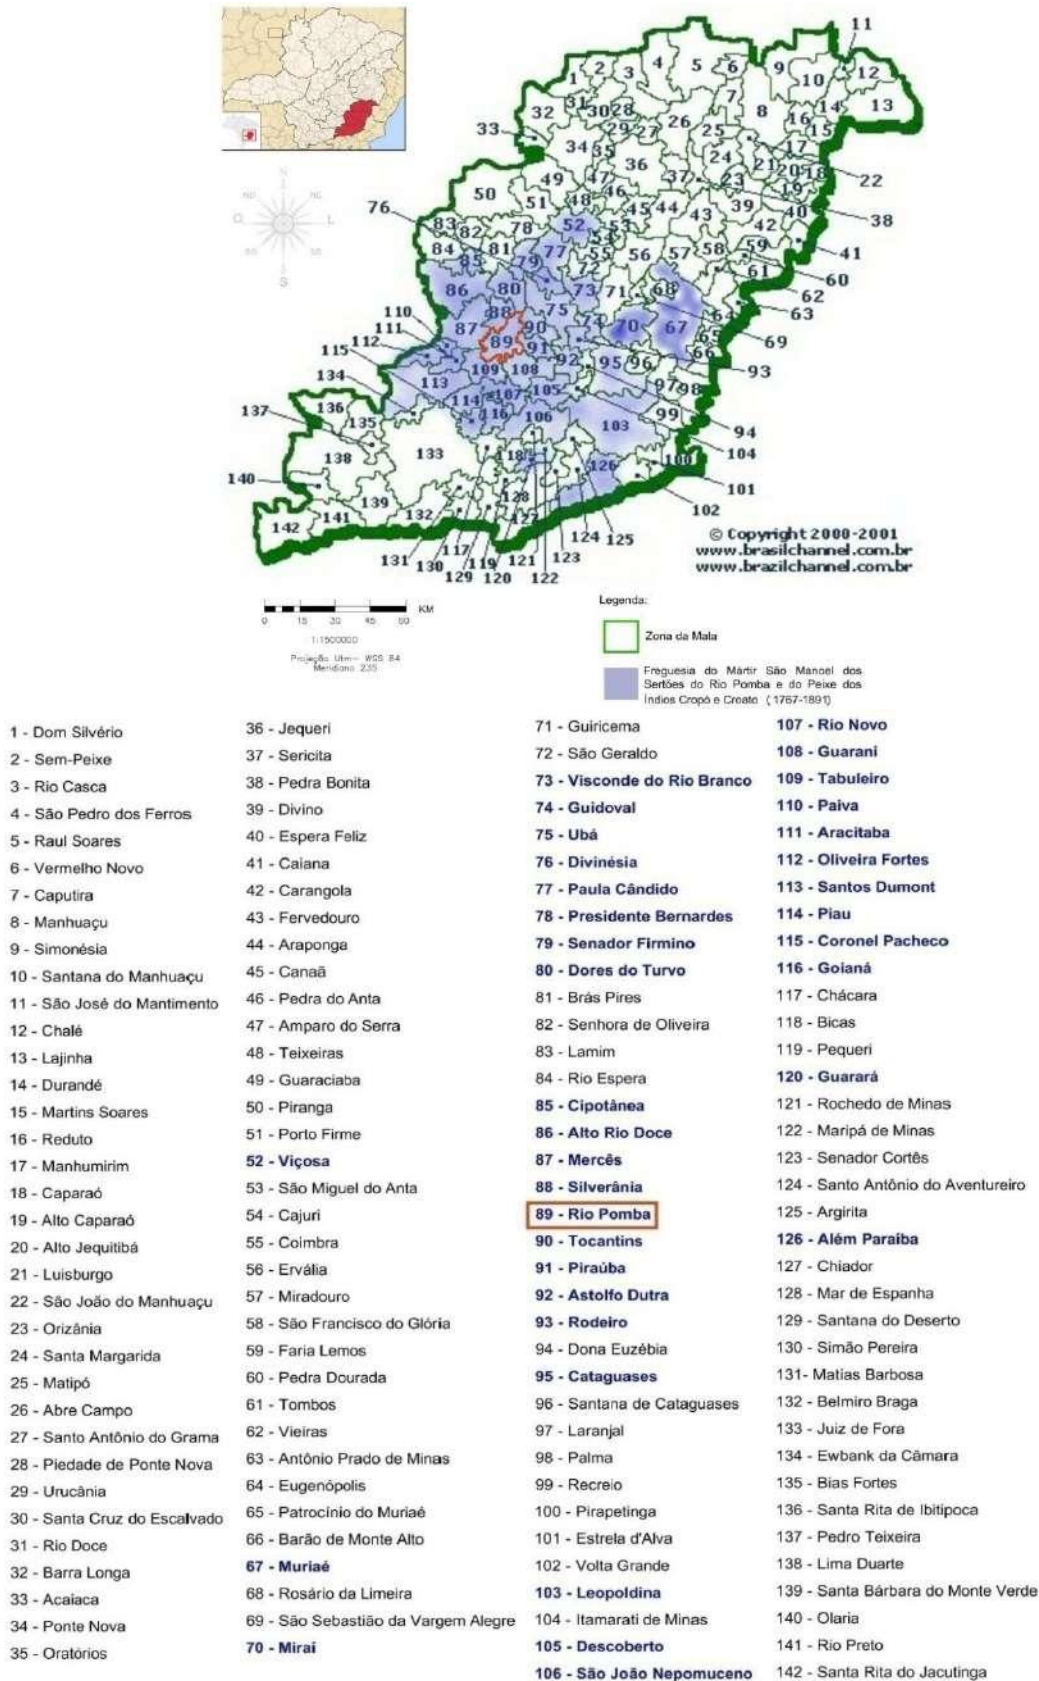 © Copyright 2000-2001
www.brasilchannel.com.br
www.brazilchannel.com.br
0 15 30 45 60 KM
1:1500000
Projeção Utm- WGS 84
Legenda:
Zona da Mata
Freguesia do Mártir São Manoel dos
Sertões do Rio Pomba e do Peixe dos
Índios Cropó e Croato (1767-1891)
1 - Dom Silvério
2 - Sem-Peixe
3 - Rio Casca
4 - São Pedro dos Ferros
5 - Raul Soares
6 - Vermelho Novo
7 - Caputira
8 - Manhuaçu
9 - Simonésia
10 - Santana do Manhuaçu
11 - São José do Mantimento
12 - Chalé
13 - Lajinha
14 - Durandé
15 - Martins Soares
16 - Reduto
17 - Manhumirim
18 - Caparaó
19 - Alto Caparaó
20 - Alto Jequitibá
21 - Luisburgo
22 - São João do Manhuaçu
23 - Orizânia
24 - Santa Margarida
25 - Matipó
26 - Abre Campo
27 - Santo Antônio do Grama
28 - Piedade de Ponte Nova
29 - Urucânia
30 - Santa Cruz do Escalvado
31 - Rio Doce
32 - Barra Longa
33 - Acaiaca
34 - Ponte Nova
35 - Oratórios
36 - Jequeri
37 - Sericita
38 - Pedra Bonita
39 - Divino
40 - Espera Feliz
41 - Caiana
42 - Carangola
43 - Fervedouro
44 - Araponga
45 - Canaã
46 - Pedra do Anta
47 - Amparo do Serra
48 - Teixeiras
49 - Guaraciaba
50 - Piranga
51 - Porto Firme
52 - Viçosa
53 - São Miguel do Anta
54 - Cajuri
55 - Coimbra
56 - Ervália
57 - Miradouro
58 - São Francisco do Glória
59 - Faria Lemos
60 - Pedra Dourada
61 - Tombos
62 - Vieiras
63 - Antônio Prado de Minas
64 - Eugenópolis
65 - Patrocínio do Muriaé
66 - Barão de Monte Alto
67 - Muriaé
68 - Rosário da Limeira
69 - São Sebastião da Vargem Alegre
70 - Miraí
71 - Guiricema
72 - São Geraldo
73 - Visconde do Rio Branco
74 - Guidoval
75 - Ubá
76 - Divinésia
77 - Paula Cândido
78 - Presidente Bernardes
79 - Senador Firmino
80 - Dores do Turvo
81 - Brás Pires
82 - Senhora de Oliveira
83 - Lamim
84 - Rio Espera
85 - Cipotânea
86 - Alto Rio Doce
87 - Mercês
88 - Silverânia
89 - Rio Pomba
90 - Tocantins
91 - Piraúba
92 - Astolfo Dutra
93 - Rodeiro
94 - Dona Euzébia
95 - Cataguases
96 - Santana de Cataguases
97 - Laranjal
98 - Palma
99 - Recreio
100 - Pirapetinga
101 - Estrela d'Alva
102 - Volta Grande
103 - Leopoldina
104 - Itamarati de Minas
105 - Descoberto
106 - São João Nepomuceno
107 - Rio Novo
108 - Guarani
109 - Tabuleiro
110 - Paiva
111 - Aracitaba
112 - Oliveira Fortes
113 - Santos Dumont
114 - Piau
115 - Coronel Pacheco
116 - Goianá
117 - Chácara
118 - Bicas
119 - Pequeri
120 - Guarará
121 - Rochedo de Minas
122 - Maripá de Minas
123 - Senador Cortês
124 - Santo Antônio do Aventureiro
125 - Argirita
126 - Além Paraíba
127 - Chiador
128 - Mar de Espanha
129 - Santana do Deserto
130 - Simão Pereira
131- Matias Barbosa
132 - Belmiro Braga
133 - Juiz de Fora
134 - Ewbank da Câmara
135 - Bias Fortes
136 - Santa Rita de Ibitipoca
137 - Pedro Teixeira
138 - Lima Duarte
139 - Santa Bárbara do Monte Verde
140 - Olaria
141 - Rio Preto
142 - Santa Rita do Jacutinga